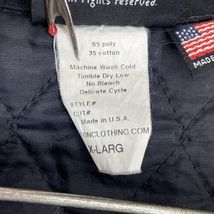 rights reserved.
65 poly
35 cotton
Machine Wash Cold
Tumble Dry Low
No Bleach
Delicate Cycle
STYLE#
CUT#
Made in U.S.A.
ONCLOTHING.COM
X-LARG
MADE